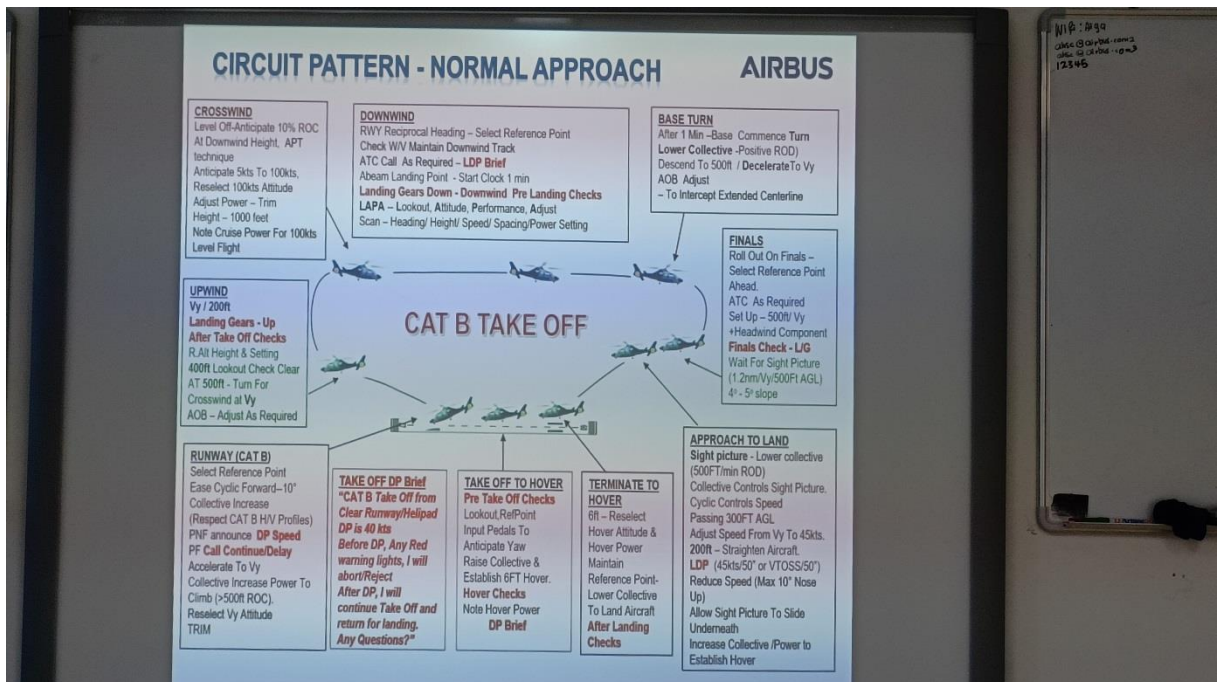 CIRCUIT PATTERN - NORMAL APPROACH
AIRBUS
CROSSWIND
Level Off-Anticipate 10% ROC
At Downwind Height, APT
technique
Anticipate 5kts To 100kts,
Reselect 100kts Attitude
Adjust Power – Trim
Height – 1000 feet
Note Cruise Power For 100kts
Level Flight
DOWNWIND
RWY Reciprocal Heading – Select Reference Point
Check W/V Maintain Downwind Track
ATC Call As Required – LDP Brief
Abeam Landing Point - Start Clock 1 min
Landing Gears Down - Downwind Pre Landing Checks
LAPA – Lookout, Attitude, Performance, Adjust
Scan – Heading/ Height/ Speed/ Spacing/Power Setting
BASE TURN
After 1 Min –Base Commence Turn
Lower Collective -Positive ROD)
Descend To 500ft / Decelerate To Vy
AOB Adjust
– To Intercept Extended Centerline
FINALS
Roll Out On Finals –
Select Reference Point
Ahead.
ATC As Required
Set Up – 500ft/ Vy
+Headwind Component
Finals Check - L/G
Wait For Sight Picture
(1.2nm/Vy/500Ft AGL)
4º - 5º slope
UPWIND
Vy / 200ft
Landing Gears - Up
After Take Off Checks
R.Alt Height & Setting
400ft Lookout Check Clear
AT 500ft - Turn For
Crosswind at Vy
AOB – Adjust As Required
CAT B TAKE OFF
RUNWAY (CAT B)
Select Reference Point
Ease Cyclic Forward–10°
Collective Increase
(Respect CAT B H/V Profiles)
PNF announce DP Speed
PF Call Continue/Delay
Accelerate To Vy
Collective Increase Power To
Climb (>500ft ROC).
Reselect Vy Attitude
TRIM
TAKE OFF DP Brief
"CAT B Take Off from
Clear Runway/Helipad
DP is 40 kts
Before DP, Any Red
warning lights, I will
abort/Reject
After DP, I will
continue Take Off and
return for landing.
Any Questions?"
TAKE OFF TO HOVER
Pre Take Off Checks
Lookout,RefPoint
Input Pedals To
Anticipate Yaw
Raise Collective &
Establish 6FT Hover.
Hover Checks
Note Hover Power
DP Brief
TERMINATE TO
HOVER
6ft – Reselect
Hover Attitude &
Hover Power
Maintain
Reference Point-
Lower Collective
To Land Aircraft
After Landing
Checks
APPROACH TO LAND
Sight picture - Lower collective
(500FT/min ROD)
Collective Controls Sight Picture.
Cyclic Controls Speed
Passing 300FT AGL
Adjust Speed From Vy To 45kts.
200ft – Straighten Aircraft.
LDP (45kts/50" or VTOSS/50")
Reduce Speed (Max 10° Nose
Up)
Allow Sight Picture To Slide
Underneath
Increase Collective /Power to
Establish Hover
12345